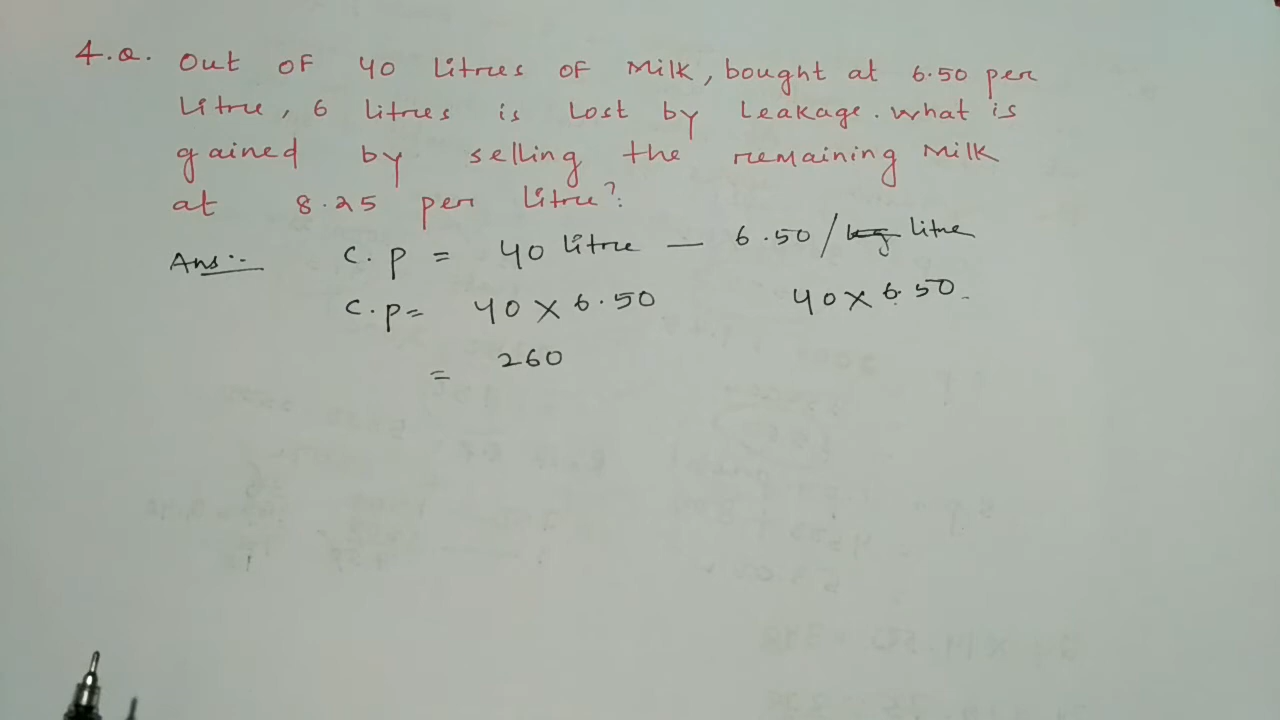 4.Q. Out OF 40 Litres OF Milk, bought at 6.50 per
Litre, 6 litres is Lost by Leakage. what is
gained by selling the remaining Milk
at 8.25 per litre?
Ans:- C.P = 40 litre — 6.50/kg litre
C.P= 40 × 6.50 40 × 6.50
= 260